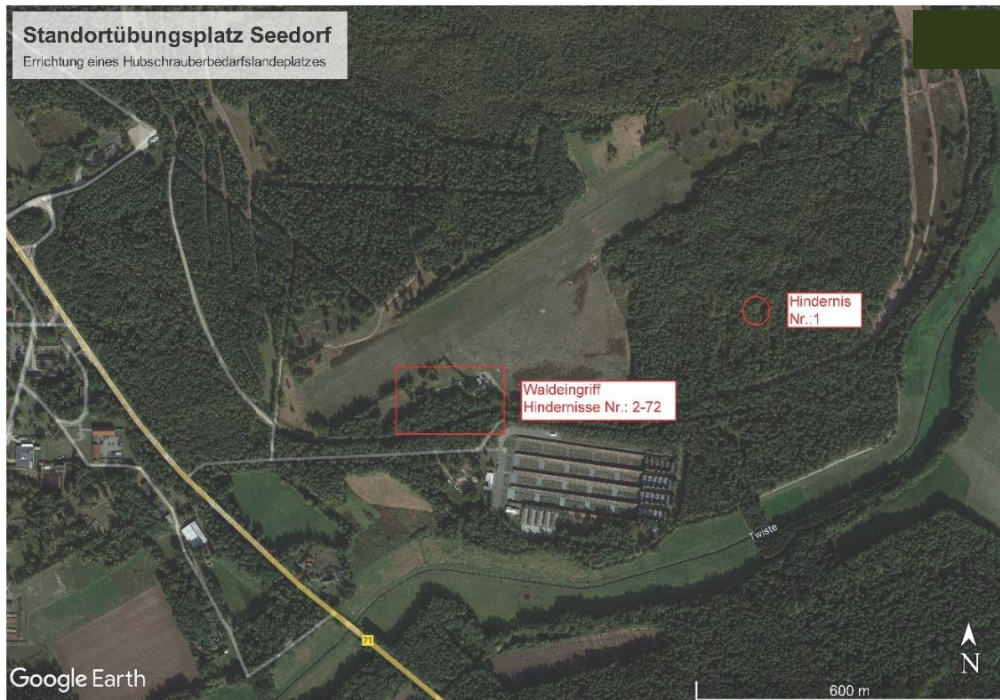 Standortübungsplatz Seedorf
Errichtung eines Hubschrauberbedarfslandeplatzes
Hindernis
Nr.:1
Waldeingriff
Hindernisse Nr.: 2-72
Twiste
71
Google Earth
N
600 m